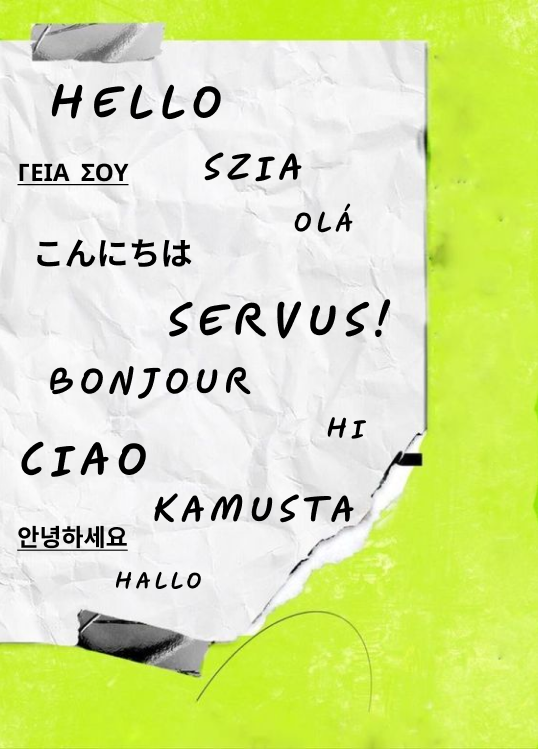 HELLO
ΓΕΙΑ ΣΟΥ
SZIA
OLÁ
こんにちは
SERVUS!
BONJOUR
HI
CIAO
KAMUSTA
안녕하세요
HALLO